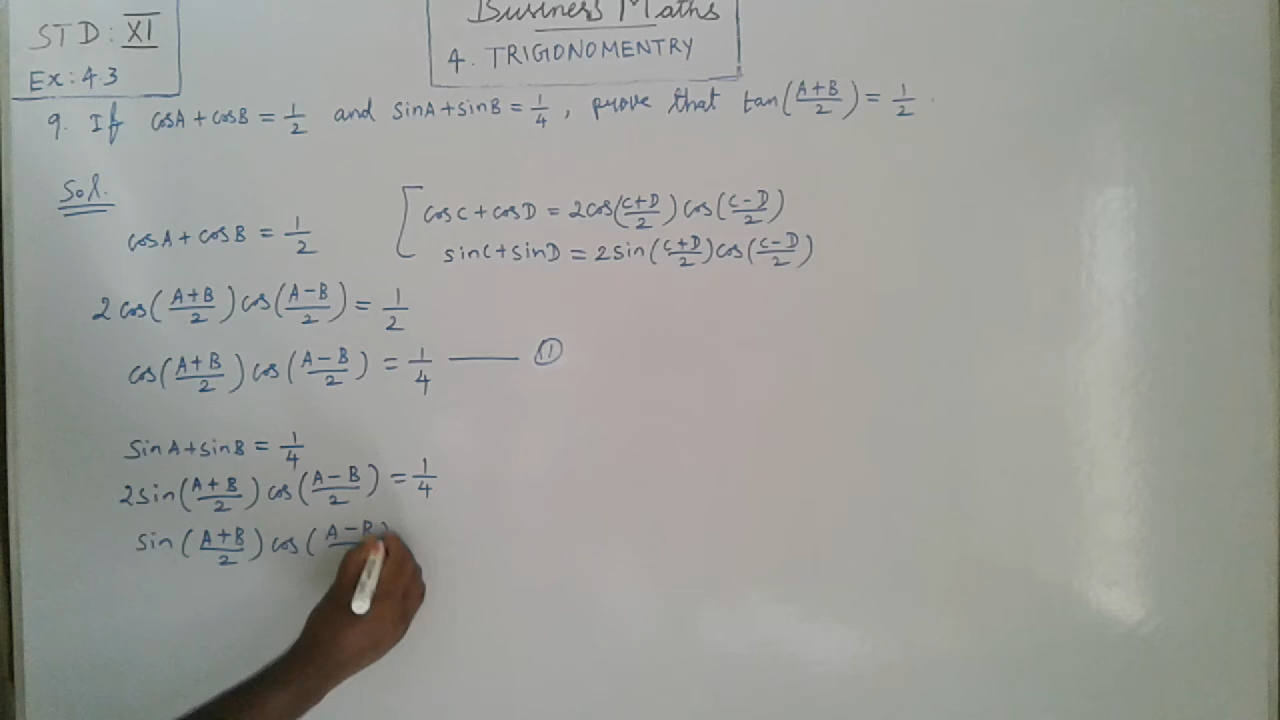 STD: XI
Ex: 4.3
Business Maths
4. TRIGONOMENTRY
9. If cosA + cosB = 1/2 and sinA + sinB = 1/4, prove that tan((A+B)/2) = 1/2.
Sol.
cosA + cosB = 1/2
cosC + cosD = 2cos((C+D)/2) cos((C-D)/2)
sinC + sinD = 2sin((C+D)/2) cos((C-D)/2)
2cos((A+B)/2) cos((A-B)/2) = 1/2
cos((A+B)/2) cos((A-B)/2) = 1/4 —— ①
SinA + sinB = 1/4
2sin((A+B)/2) cos((A-B)/2) = 1/4
sin((A+B)/2) cos(A-B)